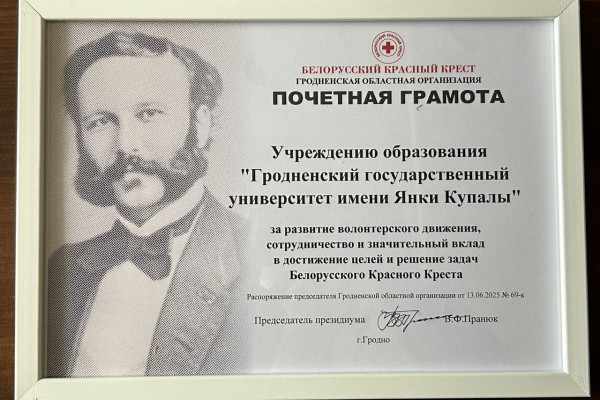 БЕЛОРУССКИЙ КРАСНЫЙ КРЕСТ
ГРОДНЕНСКАЯ ОБЛАСТНАЯ ОРГАНИЗАЦИЯ
ПОЧЕТНАЯ ГРАМОТА
Учреждению образования
"Гродненский государственный
университет имени Янки Купалы"
за развитие волонтерского движения,
сотрудничество и значительный вклад
в достижение целей и решение задач
Белорусского Красного Креста
Распоряжение председателя Гродненской областной организации от 13.06.2025 № 69-к
Председатель президиума В.Ф.Пранюк
г.Гродно